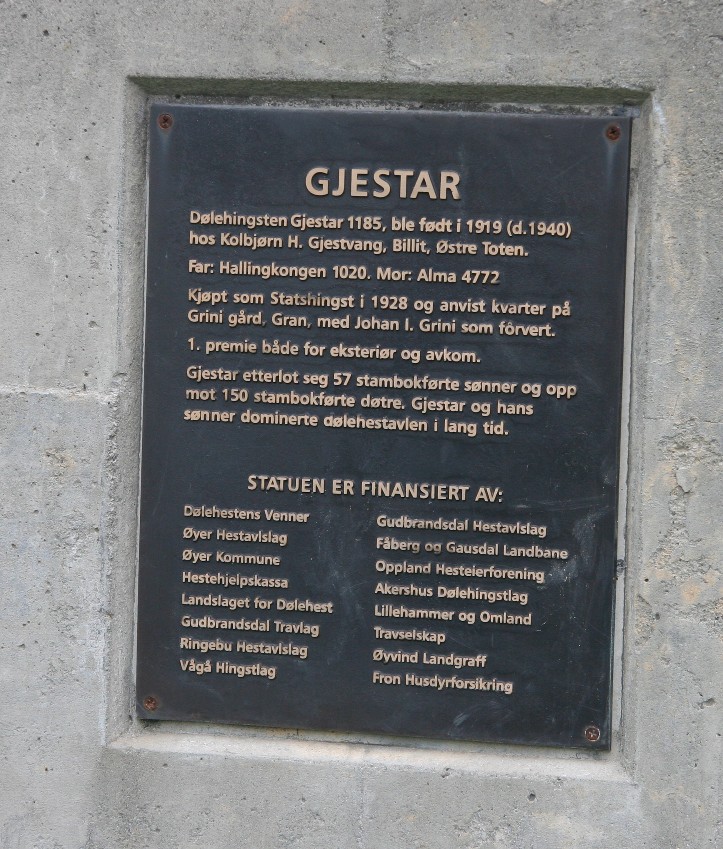 GJESTAR
Dølehingsten Gjestar 1185, ble født i 1919 (d.1940)
hos Kolbjørn H. Gjestvang, Billit, Østre Toten.
Far: Hallingkongen 1020. Mor: Alma 4772
Kjøpt som Statshingst i 1928 og anvist kvarter på
Grini gård, Gran, med Johan I. Grini som fôrvert.
1. premie både for eksteriør og avkom.
Gjestar etterlot seg 57 stambokførte sønner og opp
mot 150 stambokførte døtre. Gjestar og hans
sønner dominerte dølehestavlen i lang tid.
STATUEN ER FINANSIERT AV:
Dølehestens Venner
Øyer Hestavlslag
Øyer Kommune
Hestehjelpskassa
Landslaget for Dølehest
Gudbrandsdal Travlag
Ringebu Hestavlslag
Vågå Hingstlag
Gudbrandsdal Hestavlslag
Fåberg og Gausdal Landbane
Oppland Hesteierforening
Akershus Dølehingstlag
Lillehammer og Omland
Travselskap
Øyvind Landgraff
Fron Husdyrforsikring